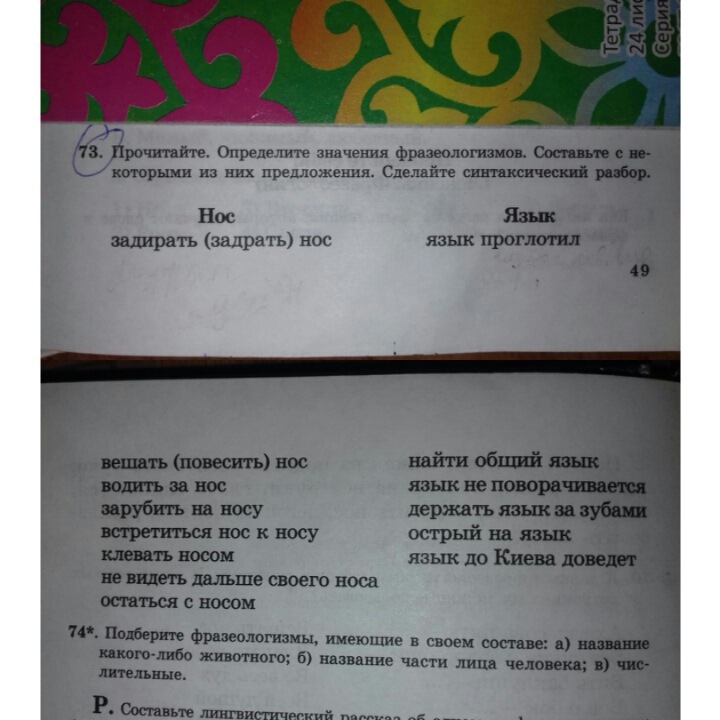 Тетрад
24 лис
Серия
73. Прочитайте. Определите значения фразеологизмов. Составьте с не-
которыми из них предложения. Сделайте синтаксический разбор.
Нос
задирать (задрать) нос
Язык
язык проглотил
49
вешать (повесить) нос
водить за нос
зарубить на носу
встретиться нос к носу
клевать носом
не видеть дальше своего носа
остаться с носом
найти общий язык
язык не поворачивается
держать язык за зубами
острый на язык
язык до Киева доведет
74*. Подберите фразеологизмы, имеющие в своем составе: а) название
какого-либо животного; б) название части лица человека; в) чис-
лительные.
Р. Составьте лингвистический рассказ об одном